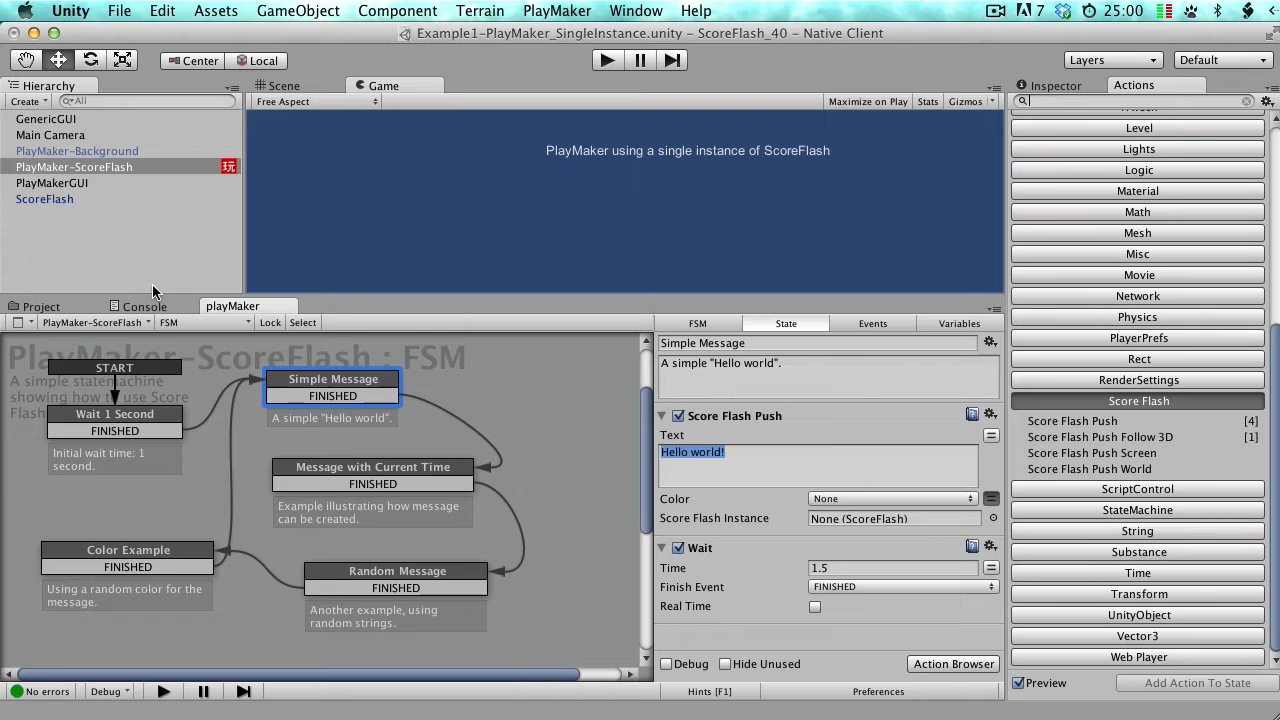 Unity File Edit Assets GameObject Component Terrain PlayMaker Window Help 7 25:00
Example1-PlayMaker_SingleInstance.unity - ScoreFlash_40 - Native Client
Center Local Layers Default
Hierarchy
Create All
GenericGUI
Main Camera
PlayMaker-Background
PlayMaker-ScoreFlash 玩
PlayMakerGUI
ScoreFlash
Scene Game
Free Aspect Maximize on Play Stats Gizmos
PlayMaker using a single instance of ScoreFlash
Project Console playMaker
PlayMaker-ScoreFlash FSM Lock Select
PlayMaker-ScoreFlash : FSM
A simple statemachine
showing how to use Score
Flash
START
Wait 1 Second
FINISHED
Initial wait time: 1
second.
Simple Message
FINISHED
A simple "Hello world".
Message with Current Time
FINISHED
Example illustrating how message
can be created.
Color Example
FINISHED
Using a random color for the
message.
Random Message
FINISHED
Another example, using
random strings.
No errors Debug
FSM State Events Variables
Simple Message
A simple "Hello world".
Score Flash Push
Text
Hello world!
Color None
Score Flash Instance None (ScoreFlash)
Wait
Time 1.5
Finish Event FINISHED
Real Time
Debug Hide Unused Action Browser
Hints [F1] Preferences
Inspector Actions
Level
Lights
Logic
Material
Math
Mesh
Misc
Movie
Network
Physics
PlayerPrefs
Rect
RenderSettings
Score Flash
Score Flash Push [4]
Score Flash Push Follow 3D [1]
Score Flash Push Screen
Score Flash Push World
ScriptControl
StateMachine
String
Substance
Time
Transform
UnityObject
Vector3
Web Player
Preview Add Action To State